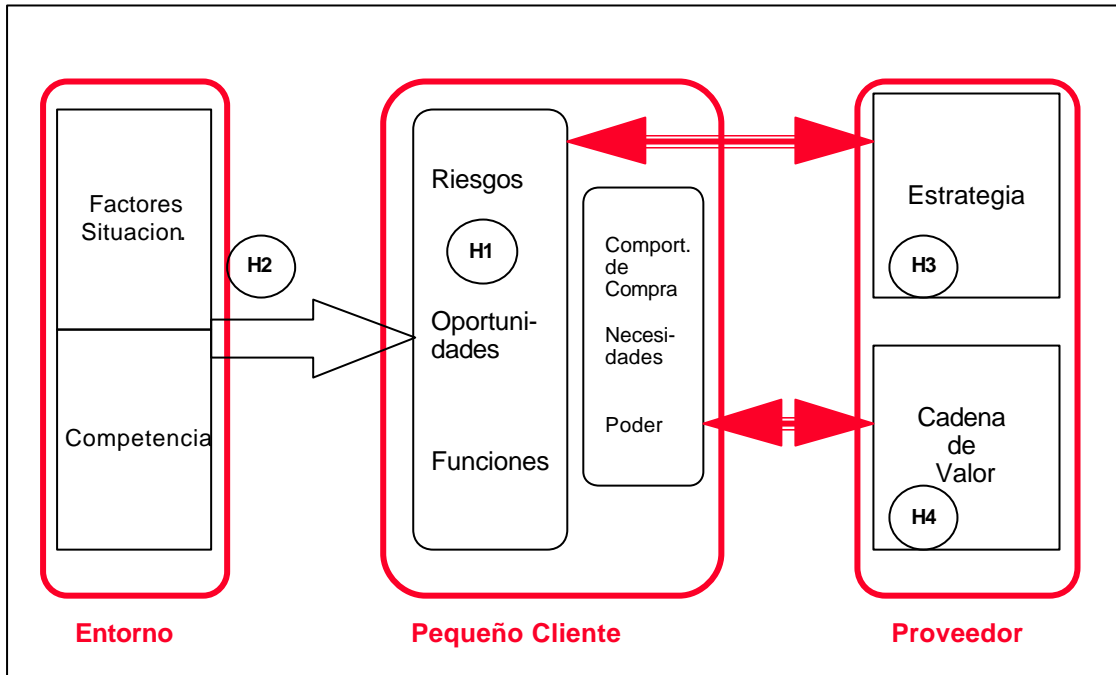 Factores
Situacion.
H2
Competencia
Entorno
Riesgos
H1
Oportuni-
dades
Funciones
Comport.
de
Compra
Necesi-
dades
Poder
Pequeño Cliente
Estrategia
H3
Cadena
de
Valor
H4
Proveedor